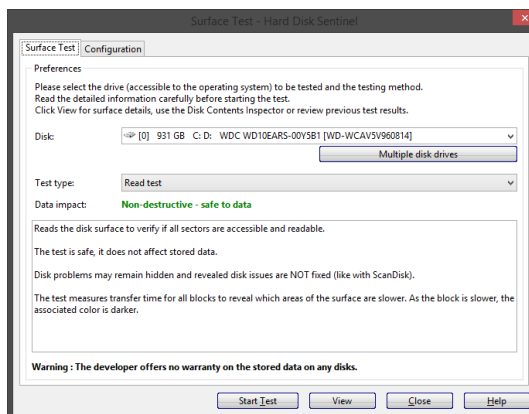 Surface Test - Hard Disk Sentinel
Surface Test
Configuration
Preferences
Please select the drive (accessible to the operating system) to be tested and the testing method.
Read the detailed information carefully before starting the test.
Click View for surface details, use the Disk Contents Inspector or review previous test results.
Disk: [0] 931 GB C: D: WDC WD10EARS-00Y5B1 [WD-WCAV5V960814]
Multiple disk drives
Test type: Read test
Data impact: Non-destructive - safe to data
Reads the disk surface to verify if all sectors are accessible and readable.
The test is safe, it does not affect stored data.
Disk problems may remain hidden and revealed disk issues are NOT fixed (like with ScanDisk).
The test measures transfer time for all blocks to reveal which areas of the surface are slower. As the block is slower, the
associated color is darker.
Warning : The developer offers no warranty on the stored data on any disks.
Start Test
View
Close
Help